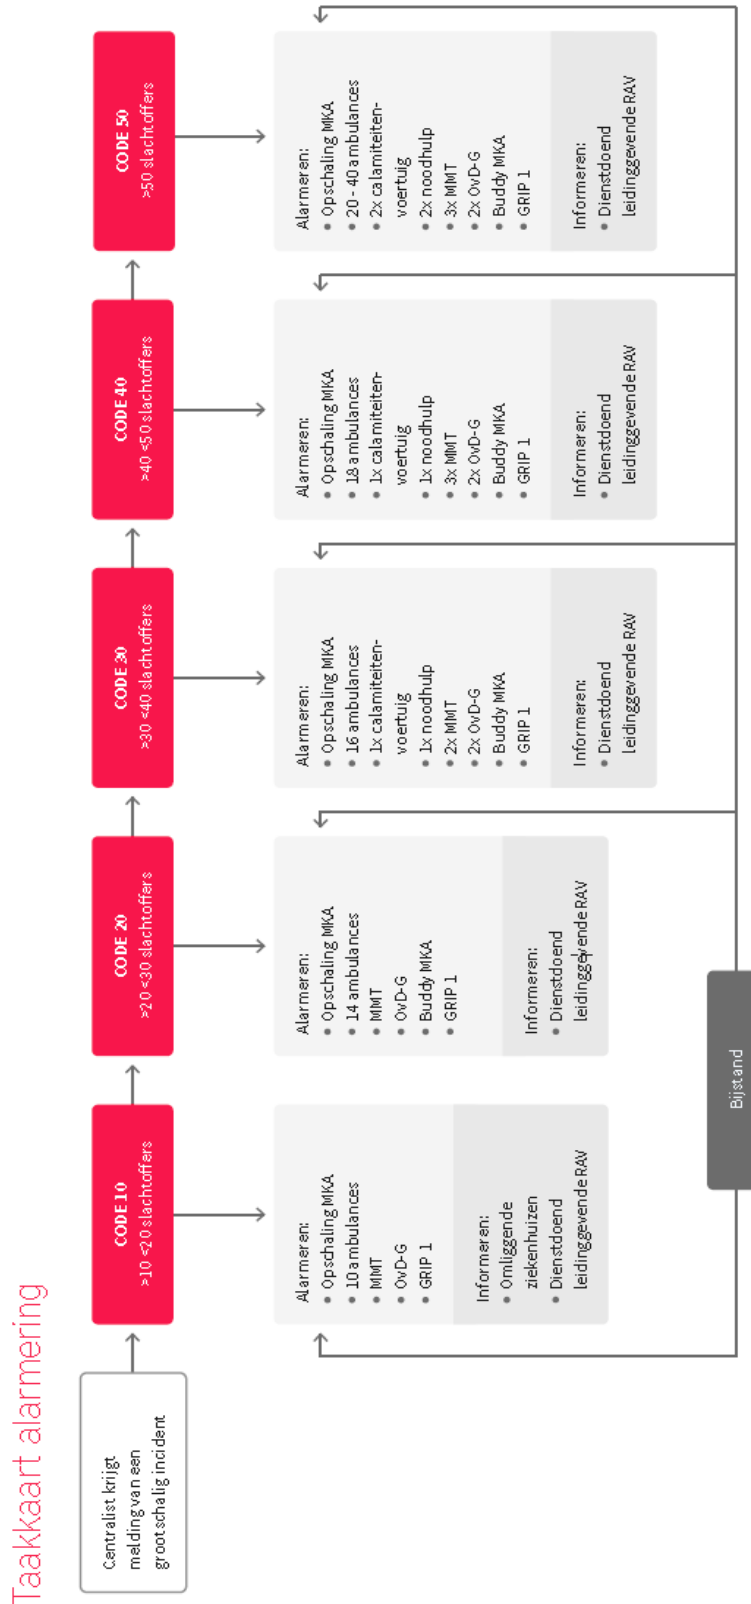 Taakkaart alarmering
Centralist krijgt
melding van een
grootschalig incident
CODE 10
>10 <20 slachtoffers
Alarmeren:
• Opschaling MKA
• 10 ambulances
• MMT
• OvD-G
• GRIP 1
Informeren:
• Omliggende
ziekenhuizen
• Dienstdoend
leidinggevende RAV
CODE 20
>20 <30 slachtoffers
Alarmeren:
• Opschaling MKA
• 14 ambulances
• MMT
• OvD-G
• Buddy MKA
• GRIP 1
Informeren:
• Dienstdoend
leidinggevende RAV
CODE 30
>30 <40 slachtoffers
Alarmeren:
• Opschaling MKA
• 16 ambulances
• 1x calamiteiten-
voertuig
• 1x noodhulp
• 2x MMT
• 2x OvD-G
• Buddy MKA
• GRIP 1
Informeren:
• Dienstdoend
leidinggevende RAV
CODE 40
>40 <50 slachtoffers
Alarmeren:
• Opschaling MKA
• 18 ambulances
• 1x calamiteiten-
voertuig
• 1x noodhulp
• 3x MMT
• 2x OvD-G
• Buddy MKA
• GRIP 1
Informeren:
• Dienstdoend
leidinggevende RAV
CODE 50
>50 slachtoffers
Alarmeren:
• Opschaling MKA
• 20 - 40 ambulances
• 2x calamiteiten-
voertuig
• 2x noodhulp
• 3x MMT
• 2x OvD-G
• Buddy MKA
• GRIP 1
Informeren:
• Dienstdoend
leidinggevende RAV
Bijstand